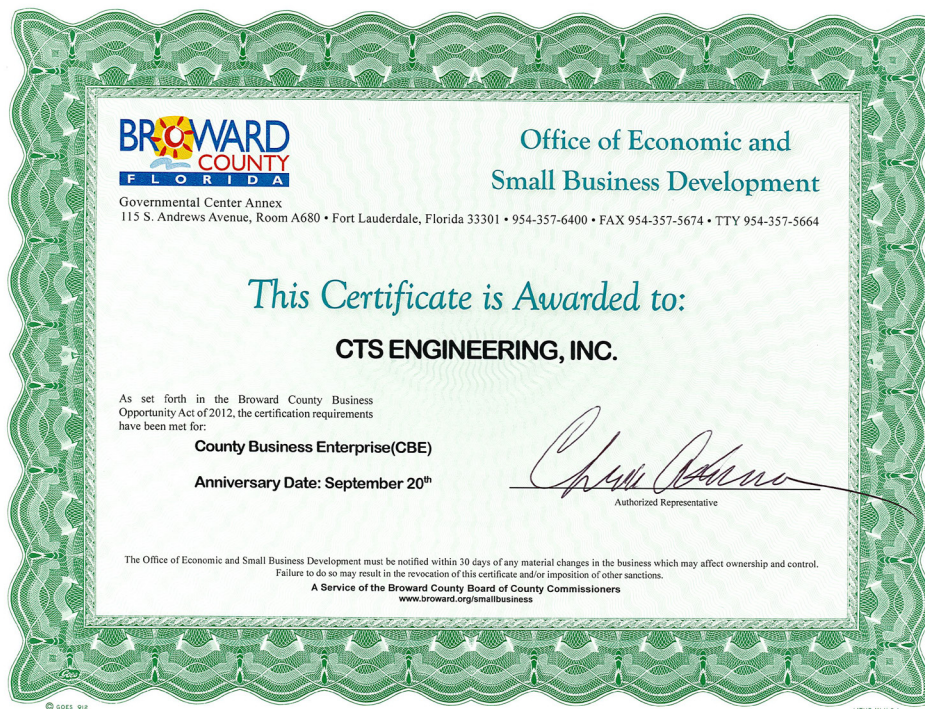 BROWARD
COUNTY
FLORIDA
Office of Economic and
Small Business Development
Governmental Center Annex
115 S. Andrews Avenue, Room A680 • Fort Lauderdale, Florida 33301 • 954-357-6400 • FAX 954-357-5674 • TTY 954-357-5664
This Certificate is Awarded to:
CTS ENGINEERING, INC.
As set forth in the Broward County Business
Opportunity Act of 2012, the certification requirements
have been met for:
County Business Enterprise(CBE)
Anniversary Date: September 20th
Authorized Representative
The Office of Economic and Small Business Development must be notified within 30 days of any material changes in the business which may affect ownership and control.
Failure to do so may result in the revocation of this certificate and/or imposition of other sanctions.
A Service of the Broward County Board of County Commissioners
www.broward.org/smallbusiness
© GOES 912